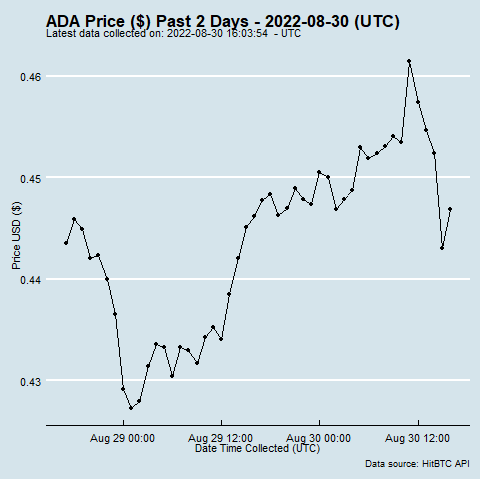 ADA Price ($) Past 2 Days - 2022-08-30 (UTC)
Latest data collected on: 2022-08-30 16:03:54  - UTC
Price USD ($)
0.46
0.45
0.44
0.43
Aug 29 00:00 Aug 29 12:00 Aug 30 00:00 Aug 30 12:00
Date Time Collected (UTC)
Data source: HitBTC API